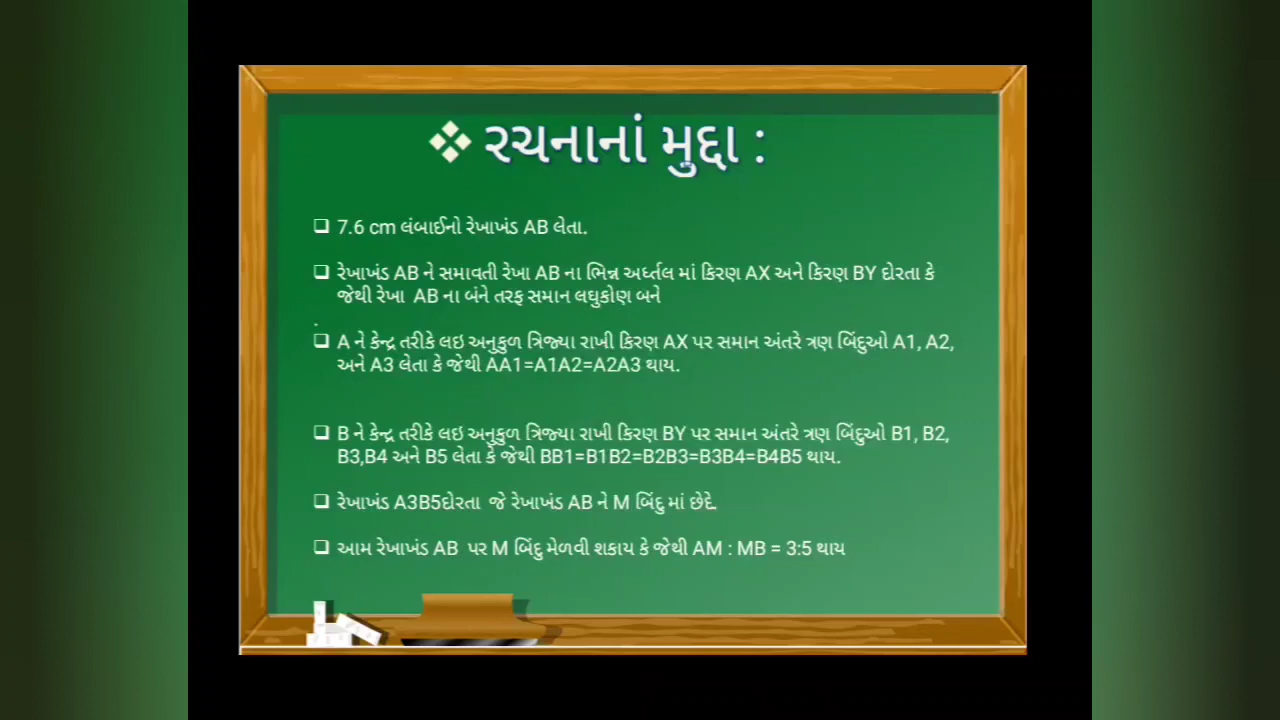 ❖ રચનાનાં મુદ્દા :
❑ 7.6 cm લંબાઈનો રેખાખંડ AB લેતા.
❑ રેખાખંડ AB ને સમાવતી રેખા AB ના ભિન્ન અર્ધ્તલ માં કિરણ AX અને કિરણ BY દોરતા કે
જેથી રેખા AB ના બંને તરફ સમાન લઘુકોણ બને
.
❑ A ને કેન્દ્ર તરીકે લઇ અનુકુળ ત્રિજ્યા રાખી કિરણ AX પર સમાન અંતરે ત્રણ બિંદુઓ A1, A2,
અને A3 લેતા કે જેથી AA1=A1A2=A2A3 થાય.
❑ B ને કેન્દ્ર તરીકે લઇ અનુકુળ ત્રિજ્યા રાખી કિરણ BY પર સમાન અંતરે ત્રણ બિંદુઓ B1, B2,
B3,B4 અને B5 લેતા કે જેથી BB1=B1B2=B2B3=B3B4=B4B5 થાય.
❑ રેખાખંડ A3B5દોરતા જે રેખાખંડ AB ને M બિંદુ માં છેદે.
❑ આમ રેખાખંડ AB પર M બિંદુ મેળવી શકાય કે જેથી AM : MB = 3:5 થાય